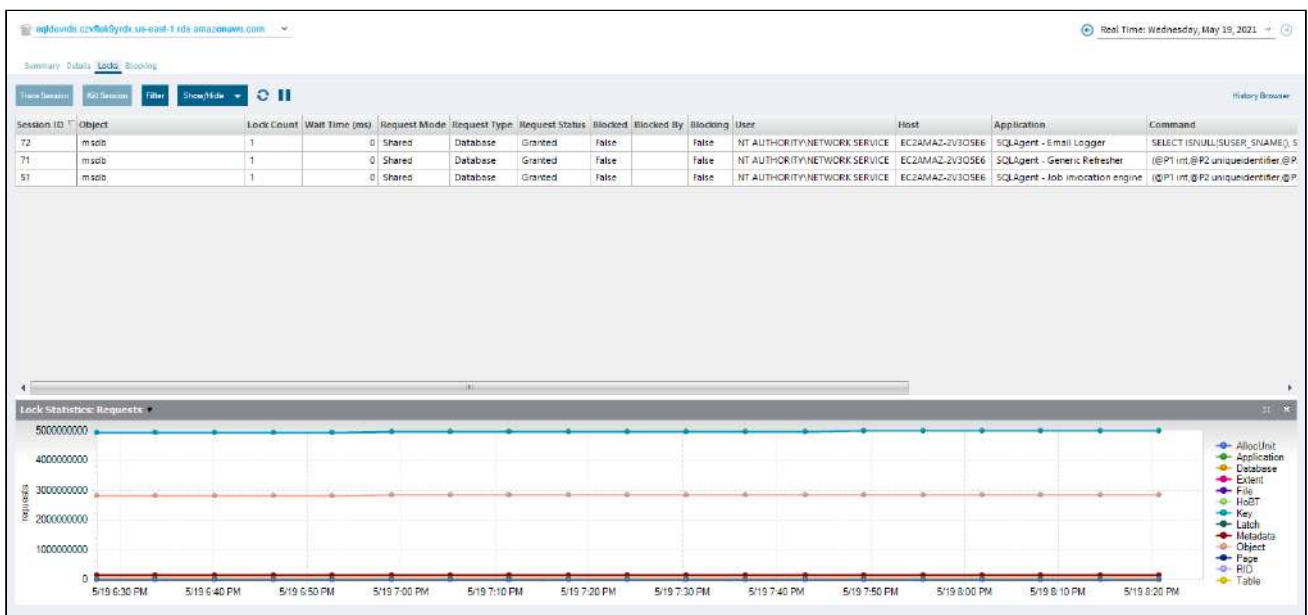 Real Time: Wednesday, May 19, 2021
Summary Details Locks Blocking
Trace Session Kill Session Filter Show/Hide
History Browser
Session ID Object Lock Count Wait Time (ms) Request Mode Request Type Request Status Blocked Blocked By Blocking User Host Application Command
72 msdb 1 0 Shared Database Granted False False NT AUTHORITY\NETWORK SERVICE EC2AMAZ-2V3OSE6 SQLAgent - Email Logger SELECT ISNULL(SUSER_SNAME(), S
71 msdb 1 0 Shared Database Granted False False NT AUTHORITY\NETWORK SERVICE EC2AMAZ-2V3OSE6 SQLAgent - Generic Refresher (@P1 int,@P2 uniqueidentifier,@P
51 msdb 1 0 Shared Database Granted False False NT AUTHORITY\NETWORK SERVICE EC2AMAZ-2V3OSE6 SQLAgent - Job invocation engine (@P1 int,@P2 uniqueidentifier,@P
Lock Statistics: Requests
requests
5000000000
4000000000
3000000000
2000000000
1000000000
0
5/19 6:30 PM 5/19 6:40 PM 5/19 6:50 PM 5/19 7:00 PM 5/19 7:10 PM 5/19 7:20 PM 5/19 7:30 PM 5/19 7:40 PM 5/19 7:50 PM 5/19 8:00 PM 5/19 8:10 PM 5/19 8:20 PM
AllocUnit
Application
Database
Extent
File
HoBT
Key
Latch
Metadata
Object
Page
RID
Table